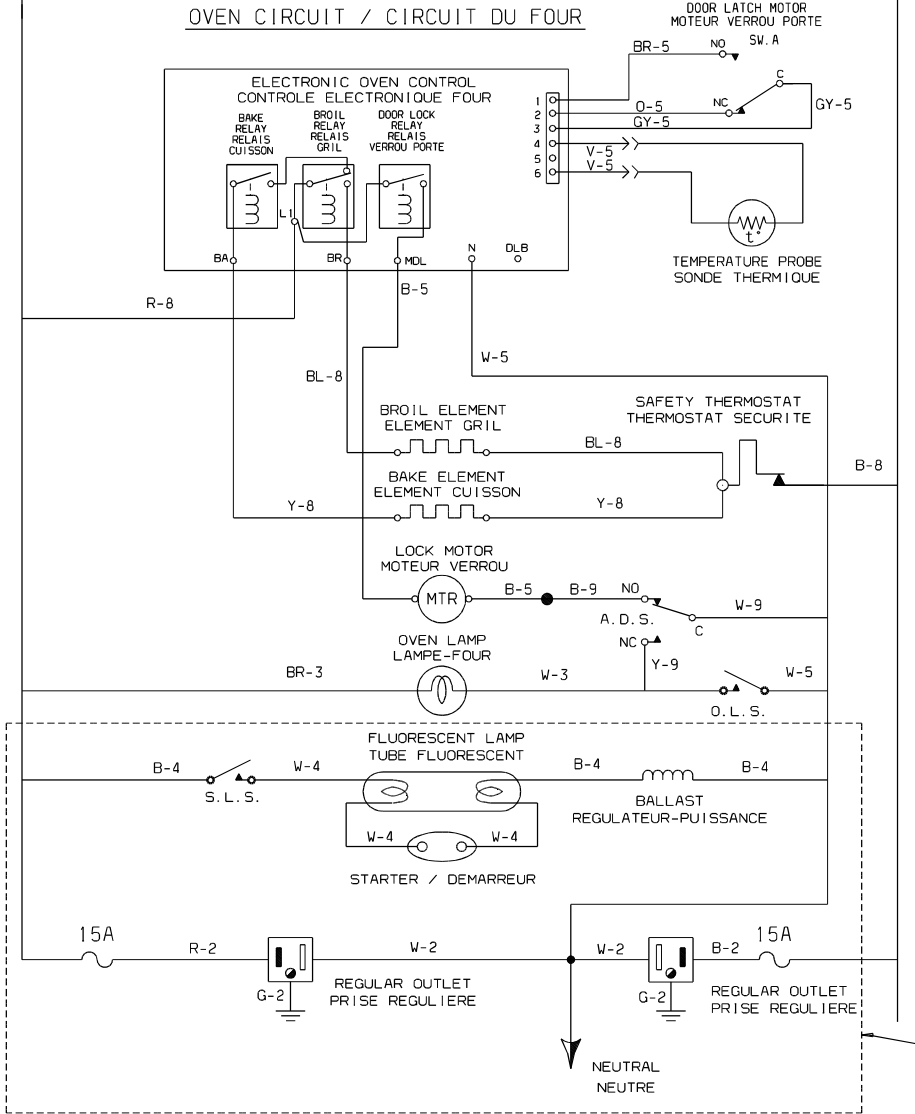 OVEN CIRCUIT / CIRCUIT DU FOUR
DOOR LATCH MOTOR
MOTEUR VERROU PORTE
BR-5
NO
SW.A
ELECTRONIC OVEN CONTROL
CONTROLE ELECTRONIQUE FOUR
C
1
O-5
NC
GY-5
2
GY-5
3
BAKE
RELAY
RELAIS
CUISSON
BROIL
RELAY
RELAIS
GRIL
DOOR LOCK
RELAY
RELAIS
VERROU PORTE
4
V-5
5
V-5
6
L1
t°
BA
BR
MDL
N
DLB
TEMPERATURE PROBE
SONDE THERMIQUE
R-8
B-5
W-5
BL-8
BROIL ELEMENT
ELEMENT GRIL
SAFETY THERMOSTAT
THERMOSTAT SECURITE
BL-8
B-8
BAKE ELEMENT
ELEMENT CUISSON
Y-8
Y-8
LOCK MOTOR
MOTEUR VERROU
MTR
B-5
B-9
NO
W-9
A.D.S.
C
OVEN LAMP
LAMPE-FOUR
NC
BR-3
W-3
Y-9
W-5
O.L.S.
FLUORESCENT LAMP
TUBE FLUORESCENT
B-4
W-4
B-4
B-4
S.L.S.
BALLAST
REGULATEUR-PUISSANCE
W-4
W-4
STARTER / DEMARREUR
15A
R-2
W-2
W-2
B-2
15A
REGULAR OUTLET
PRISE REGULIERE
G-2
G-2
REGULAR OUTLET
PRISE REGULIERE
NEUTRAL
NEUTRE